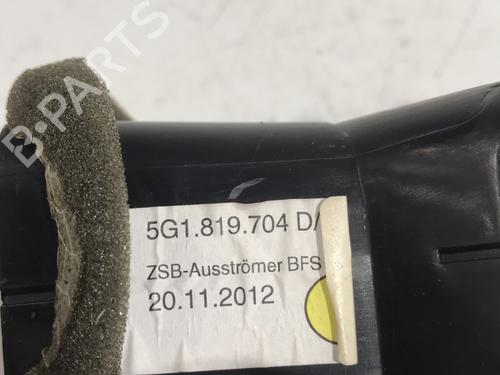 B-PARTS
5G1.819.704 D/
ZSB-Ausströmer BFS
20.11.2012